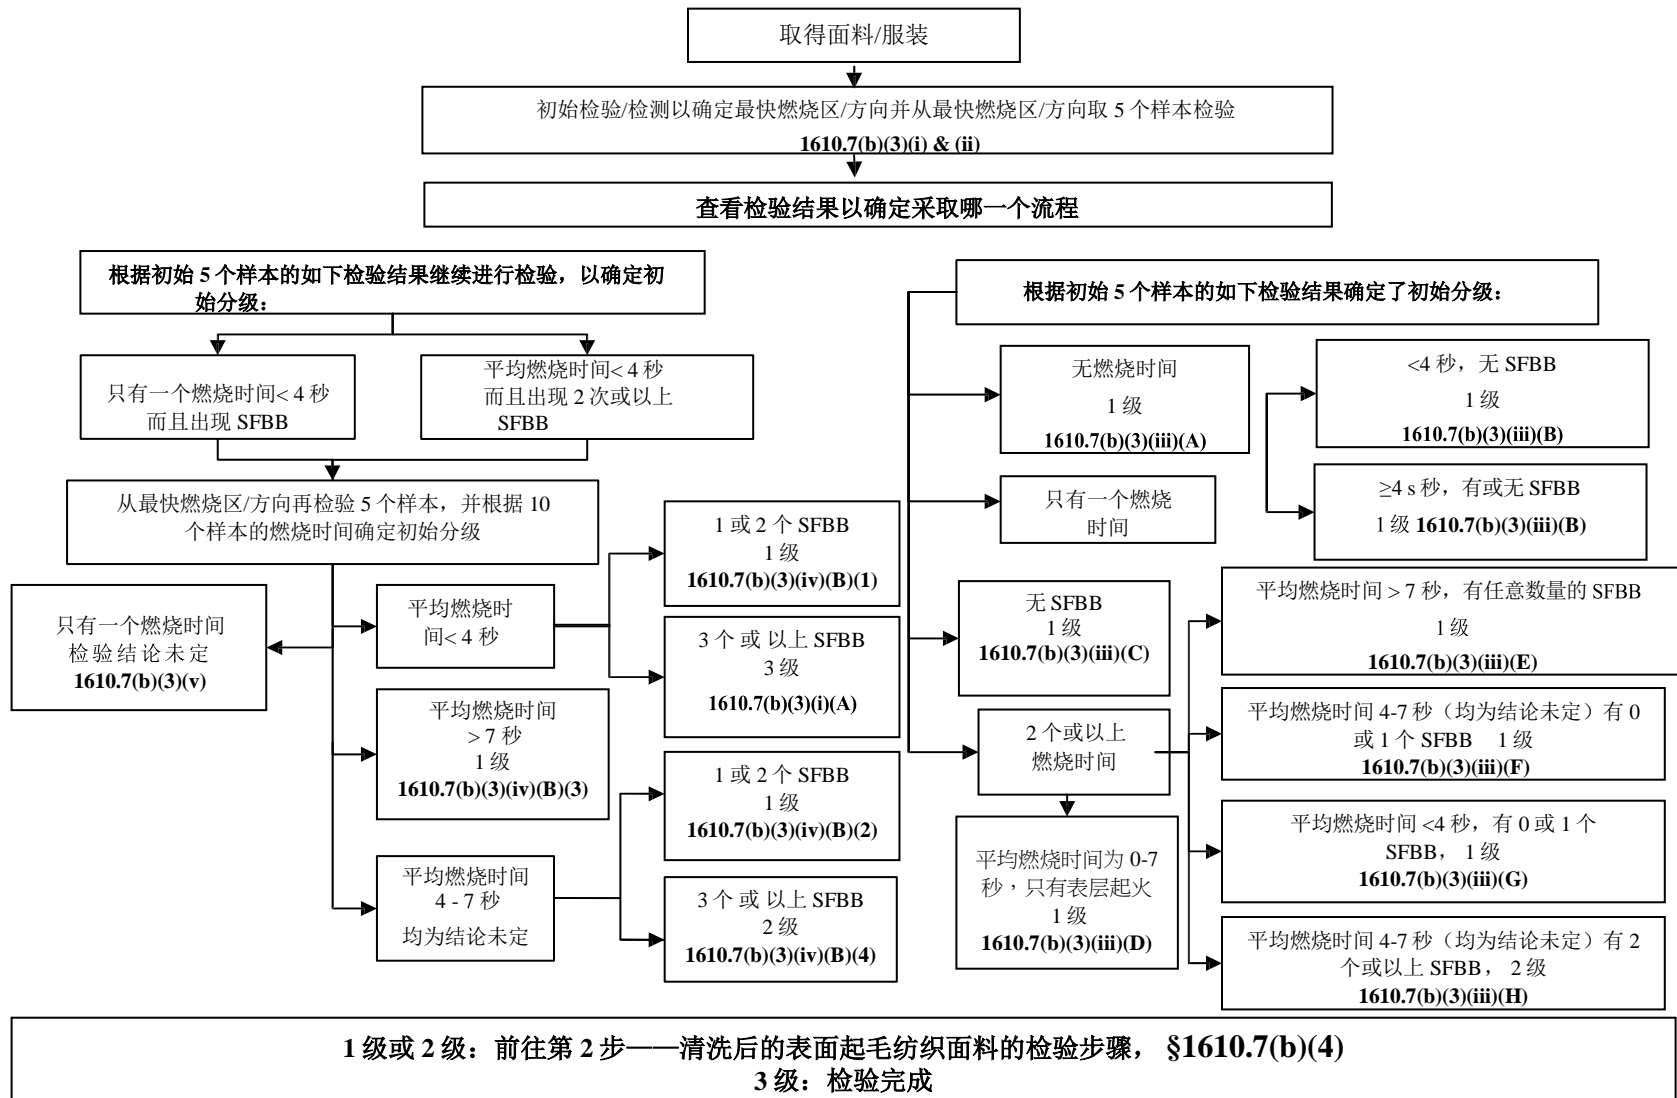 取得面料/服装
初始检验/检测以确定最快燃烧区/方向并从最快燃烧区/方向取 5 个样本检验
1610.7(b)(3)(i) & (ii)
查看检验结果以确定采取哪一个流程
根据初始 5 个样本的如下检验结果继续进行检验，以确定初
始分级：
只有一个燃烧时间< 4 秒
而且出现 SFBB
平均燃烧时间< 4 秒
而且出现 2 次或以上
SFBB
从最快燃烧区/方向再检验 5 个样本，并根据 10
个样本的燃烧时间确定初始分级
只有一个燃烧时间
检验结论未定
1610.7(b)(3)(v)
平均燃烧时
间< 4 秒
1 或 2 个 SFBB
1 级
1610.7(b)(3)(iv)(B)(1)
3 个 或 以上 SFBB
3 级
1610.7(b)(3)(i)(A)
平均燃烧时间
> 7 秒
1 级
1610.7(b)(3)(iv)(B)(3)
平均燃烧时间
4 - 7 秒
均为结论未定
1 或 2 个 SFBB
1 级
1610.7(b)(3)(iv)(B)(2)
3 个 或 以上 SFBB
2 级
1610.7(b)(3)(iv)(B)(4)
根据初始 5 个样本的如下检验结果确定了初始分级：
无燃烧时间
1 级
1610.7(b)(3)(iii)(A)
只有一个燃烧
时间
<4 秒，无 SFBB
1 级
1610.7(b)(3)(iii)(B)
≥4 s 秒，有或无 SFBB
1 级 1610.7(b)(3)(iii)(B)
无 SFBB
1 级
1610.7(b)(3)(iii)(C)
2 个或以上
燃烧时间
平均燃烧时间为 0-7
秒，只有表层起火
1 级
1610.7(b)(3)(iii)(D)
平均燃烧时间 > 7 秒，有任意数量的 SFBB
1 级
1610.7(b)(3)(iii)(E)
平均燃烧时间 4-7 秒（均为结论未定）有 0
或 1 个 SFBB 1 级
1610.7(b)(3)(iii)(F)
平均燃烧时间 <4 秒，有 0 或 1 个
SFBB， 1 级
1610.7(b)(3)(iii)(G)
平均燃烧时间 4-7 秒（均为结论未定）有 2
个或以上 SFBB， 2 级
1610.7(b)(3)(iii)(H)
1 级或 2 级：前往第 2 步——清洗后的表面起毛纺织面料的检验步骤， §1610.7(b)(4)
3 级：检验完成